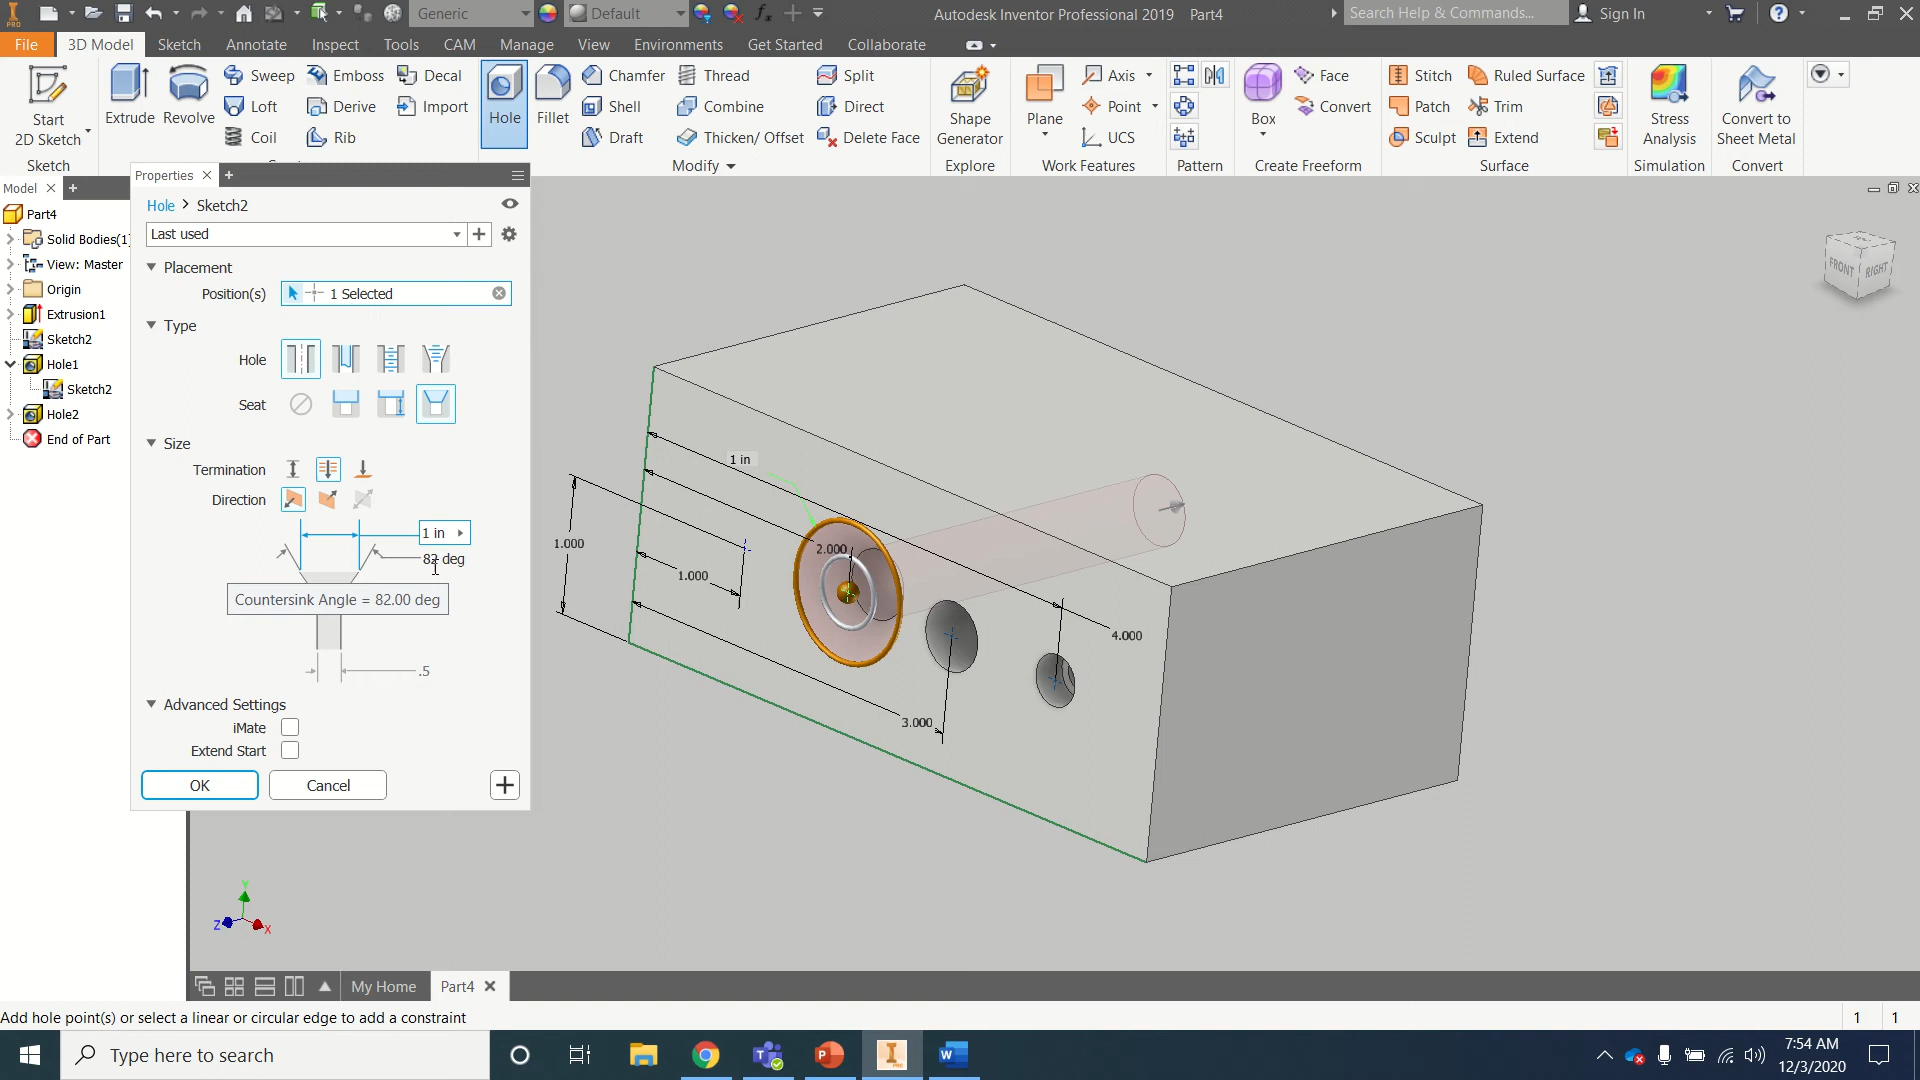 PRO
Generic
Default
Autodesk Inventor Professional 2019 Part4
Search Help & Commands...
Sign In
File
3D Model
Sketch
Annotate
Inspect
Tools
CAM
Manage
View
Environments
Get Started
Collaborate
Start
2D Sketch
Sketch
Extrude
Revolve
Sweep
Loft
Coil
Emboss
Derive
Rib
Decal
Import
Hole
Fillet
Chamfer
Shell
Draft
Thread
Combine
Thicken/ Offset
Split
Direct
Delete Face
Modify
Shape
Generator
Explore
Plane
Axis
Point
UCS
Work Features
Pattern
Box
Face
Convert
Create Freeform
Stitch
Patch
Sculpt
Ruled Surface
Trim
Extend
Surface
Stress
Analysis
Simulation
Convert to
Sheet Metal
Convert
Model
Part4
Solid Bodies(1)
View: Master
Origin
Extrusion1
Sketch2
Hole1
Sketch2
Hole2
End of Part
Properties
Hole > Sketch2
Last used
Placement
Position(s) 1 Selected
Type
Hole
Seat
Size
Termination
Direction
1 in
82 deg
Countersink Angle = 82.00 deg
.5
Advanced Settings
iMate
Extend Start
OK
Cancel
1 in
1.000
1.000
2.000
3.000
4.000
FRONT
RIGHT
Y
Z
X
My Home
Part4
Add hole point(s) or select a linear or circular edge to add a constraint
1 1
Type here to search
7:54 AM
12/3/2020